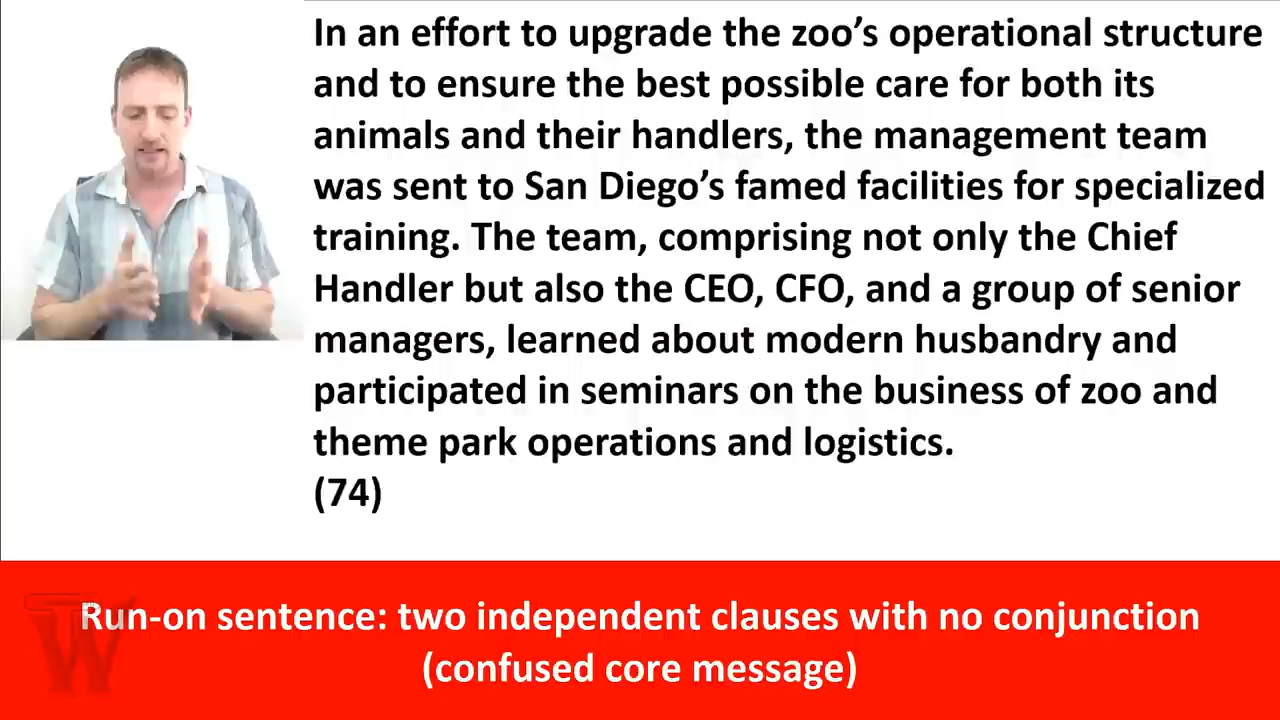 In an effort to upgrade the zoo’s operational structure
and to ensure the best possible care for both its
animals and their handlers, the management team
was sent to San Diego’s famed facilities for specialized
training. The team, comprising not only the Chief
Handler but also the CEO, CFO, and a group of senior
managers, learned about modern husbandry and
participated in seminars on the business of zoo and
theme park operations and logistics.
(74)
Run-on sentence: two independent clauses with no conjunction
(confused core message)